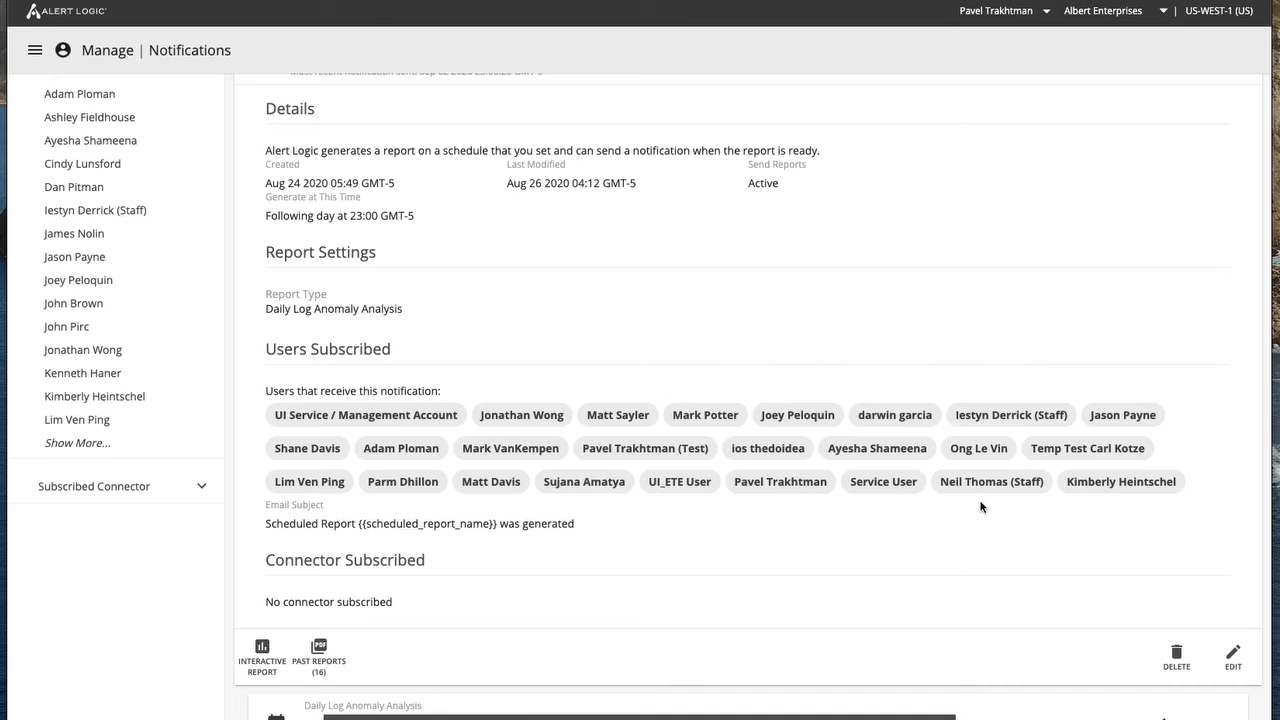 ALERT LOGIC
Pavel Trakhtman Albert Enterprises US-WEST-1 (US)
Manage | Notifications
Most recent notification sent: Sep 02 2020 GMT-5
Adam Ploman
Ashley Fieldhouse
Ayesha Shameena
Cindy Lunsford
Dan Pitman
Iestyn Derrick (Staff)
James Nolin
Jason Payne
Joey Peloquin
John Brown
John Pirc
Jonathan Wong
Kenneth Haner
Kimberly Heintschel
Lim Ven Ping
Show More...
Subscribed Connector
Details
Alert Logic generates a report on a schedule that you set and can send a notification when the report is ready.
Created Last Modified Send Reports
Aug 24 2020 05:49 GMT-5 Aug 26 2020 04:12 GMT-5 Active
Generate at This Time
Following day at 23:00 GMT-5
Report Settings
Report Type
Daily Log Anomaly Analysis
Users Subscribed
Users that receive this notification:
UI Service / Management Account Jonathan Wong Matt Sayler Mark Potter Joey Peloquin darwin garcia Iestyn Derrick (Staff) Jason Payne
Shane Davis Adam Ploman Mark VanKempen Pavel Trakhtman (Test) ios thedoidea Ayesha Shameena Ong Le Vin Temp Test Carl Kotze
Lim Ven Ping Parm Dhillon Matt Davis Sujana Amatya UI_ETE User Pavel Trakhtman Service User Neil Thomas (Staff) Kimberly Heintschel
Email Subject
Scheduled Report {{scheduled_report_name}} was generated
Connector Subscribed
No connector subscribed
INTERACTIVE REPORT
PDF
PAST REPORTS (16)
DELETE
EDIT
Daily Log Anomaly Analysis